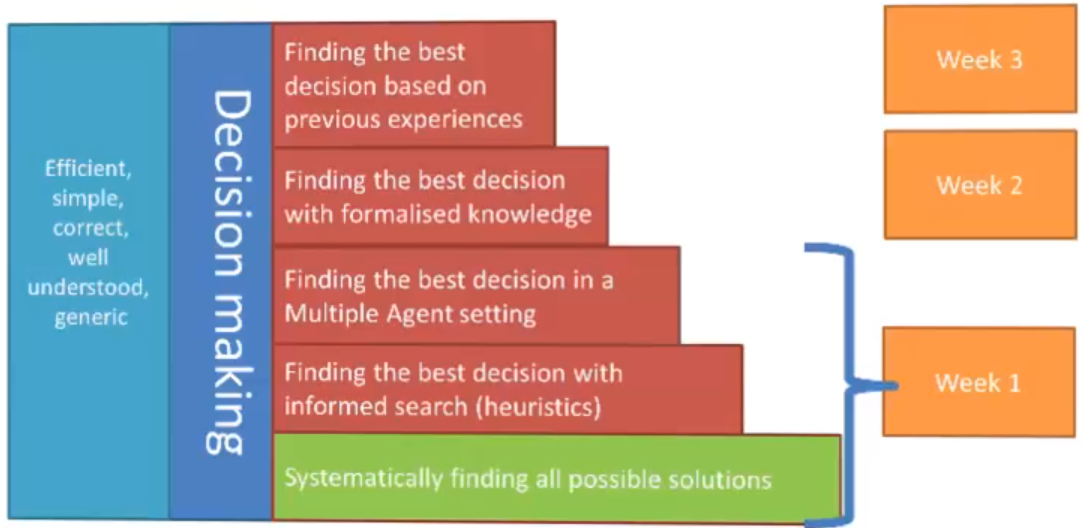 Efficient,
simple,
correct,
well
understood,
generic
Decision making
Finding the best
decision based on
previous experiences
Week 3
Finding the best decision
with formalised knowledge
Week 2
Finding the best decision in a
Multiple Agent setting
Finding the best decision with
informed search (heuristics)
Week 1
Systematically finding all possible solutions